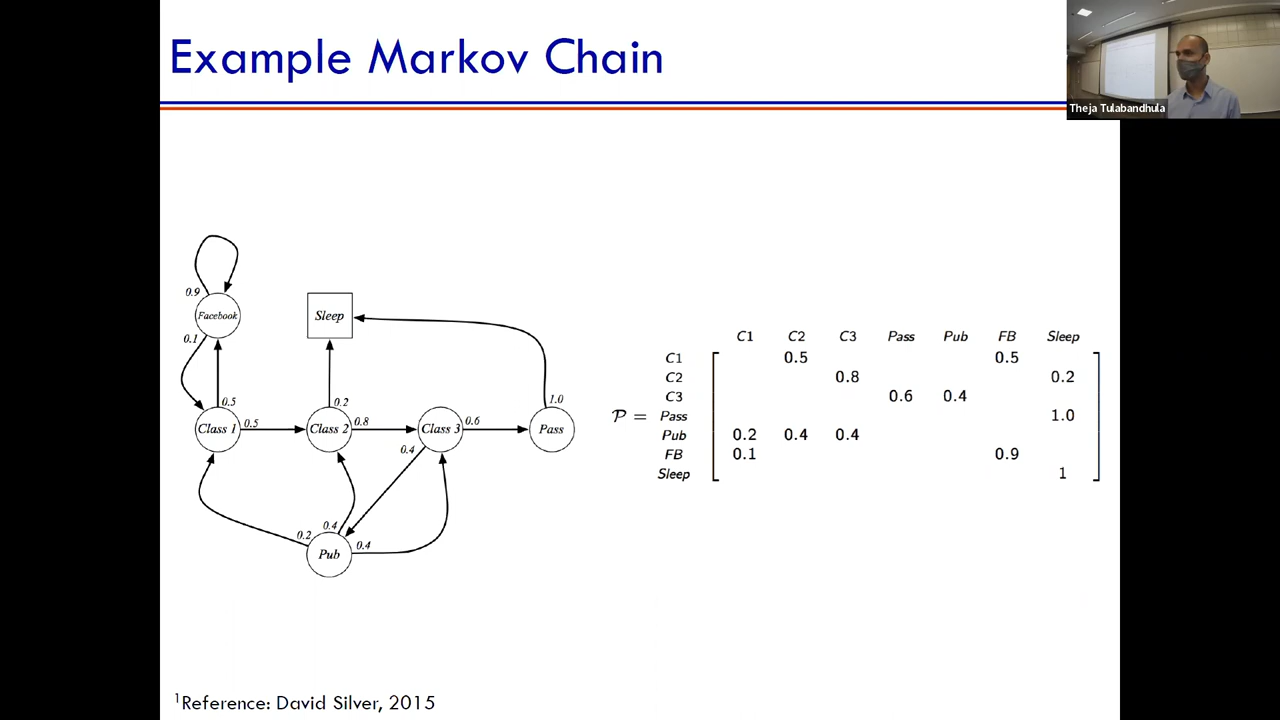 Example Markov Chain
Theja Tulabandhula
0.9
Facebook
0.1
Sleep
0.5
0.2
1.0
Class 1
0.5
Class 2
0.8
Class 3
0.6
Pass
0.4
0.2
0.4
Pub
0.4
C1 C2 C3 Pass Pub FB Sleep
C1 0.5 0.5
C2 0.8 0.2
C3 0.6 0.4
𝒫 = Pass 1.0
Pub 0.2 0.4 0.4
FB 0.1 0.9
Sleep 1
¹Reference: David Silver, 2015